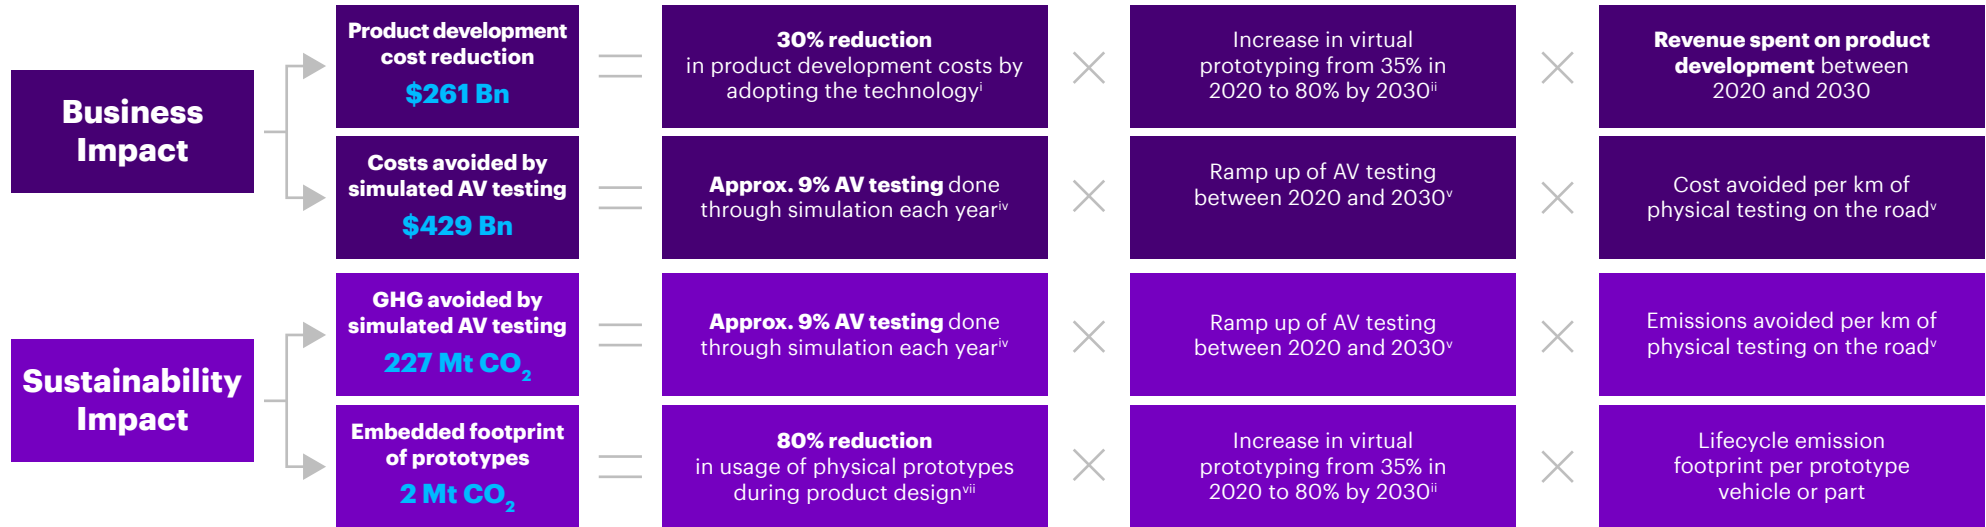 Business
Impact
Product development
cost reduction
$261 Bn
30% reduction
in product development costs by
adopting the technologyⁱ
Increase in virtual
prototyping from 35% in
2020 to 80% by 2030ⁱⁱ
Revenue spent on product
development between
2020 and 2030
Costs avoided by
simulated AV testing
$429 Bn
Approx. 9% AV testing done
through simulation each yearⁱᵛ
Ramp up of AV testing
between 2020 and 2030ᵛ
Cost avoided per km of
physical testing on the roadᵛ
Sustainability
Impact
GHG avoided by
simulated AV testing
227 Mt CO₂
Approx. 9% AV testing done
through simulation each yearⁱᵛ
Ramp up of AV testing
between 2020 and 2030ᵛ
Emissions avoided per km of
physical testing on the roadᵛ
Embedded footprint
of prototypes
2 Mt CO₂
80% reduction
in usage of physical prototypes
during product designᵛⁱⁱ
Increase in virtual
prototyping from 35% in
2020 to 80% by 2030ⁱⁱ
Lifecycle emission
footprint per prototype
vehicle or part